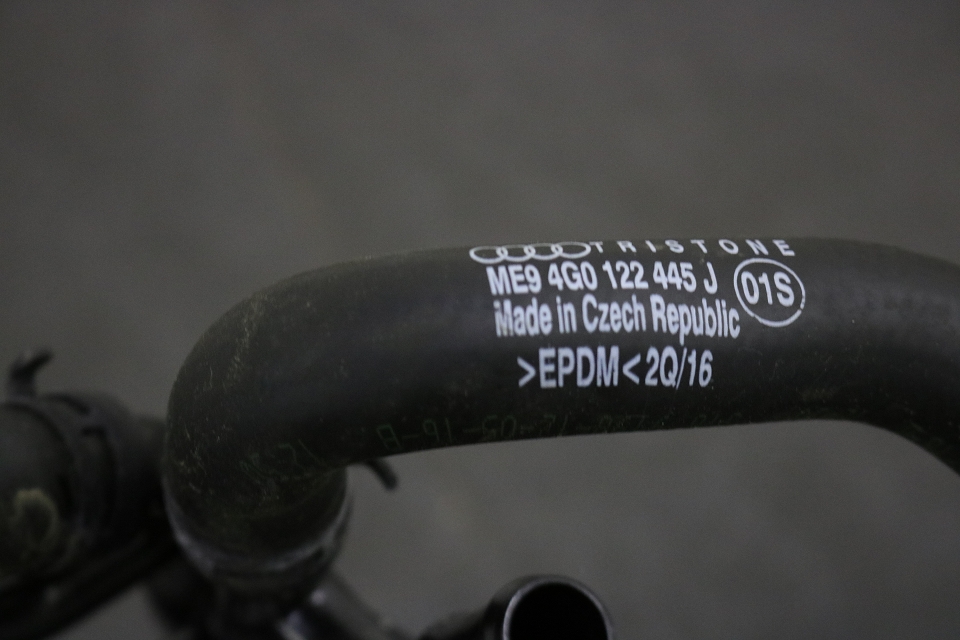 TRISTONE
ME9 4G0 122 445 J 01S
Made in Czech Republic
>EPDM< 2Q/16